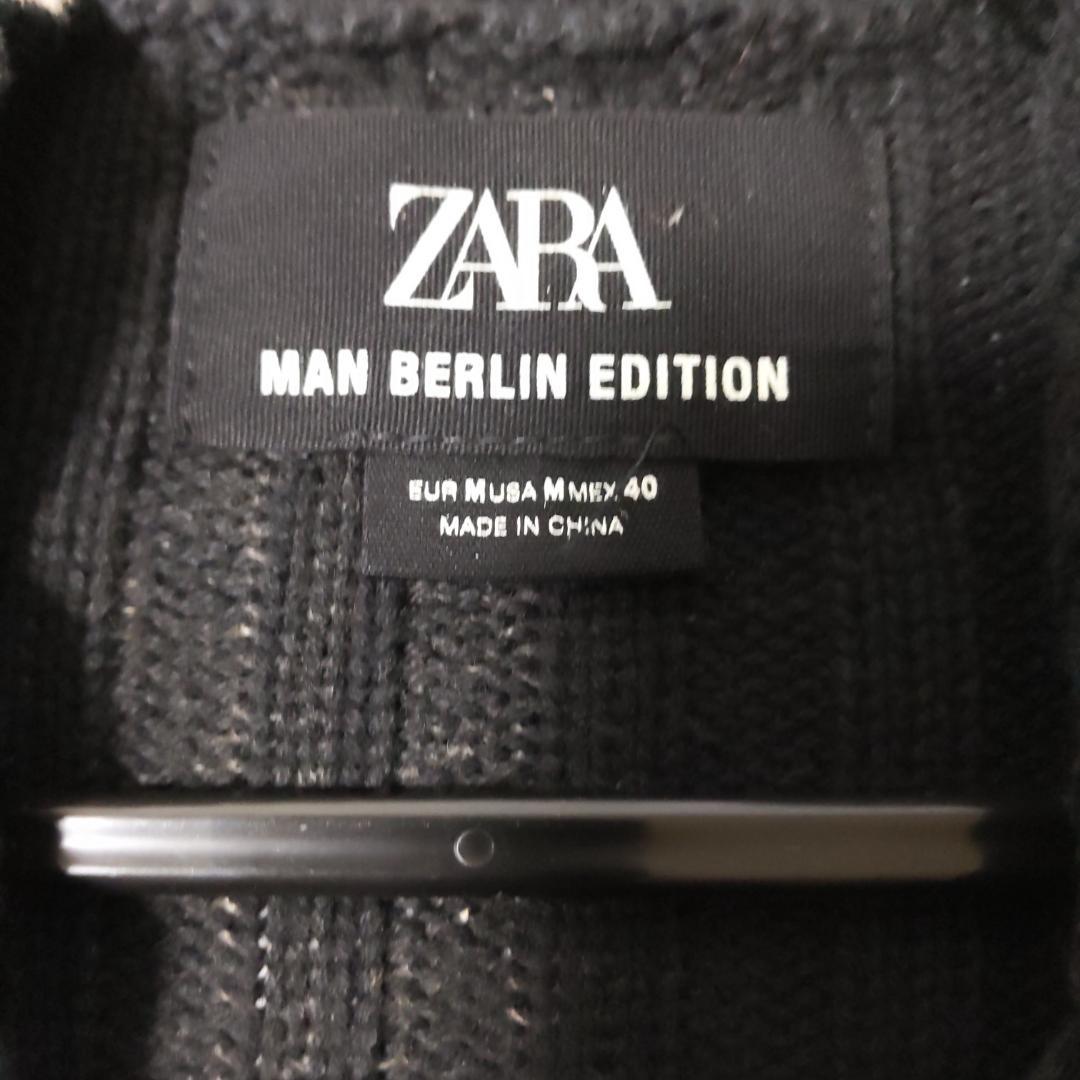 ZARA
MAN BERLIN EDITION
EUR M USA M MEX 40
MADE IN CHINA